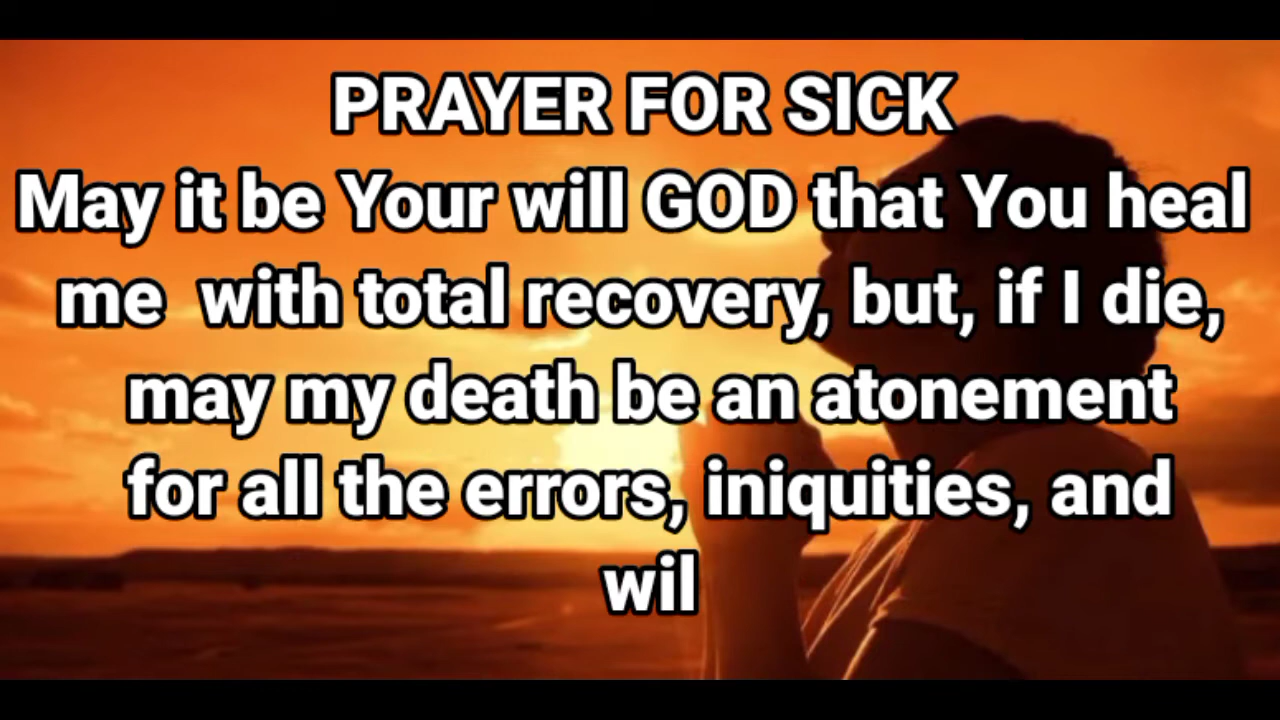 PRAYER FOR SICK
May it be Your will GOD that You heal
me  with total recovery, but, if I die,
may my death be an atonement
for all the errors, iniquities, and
wil